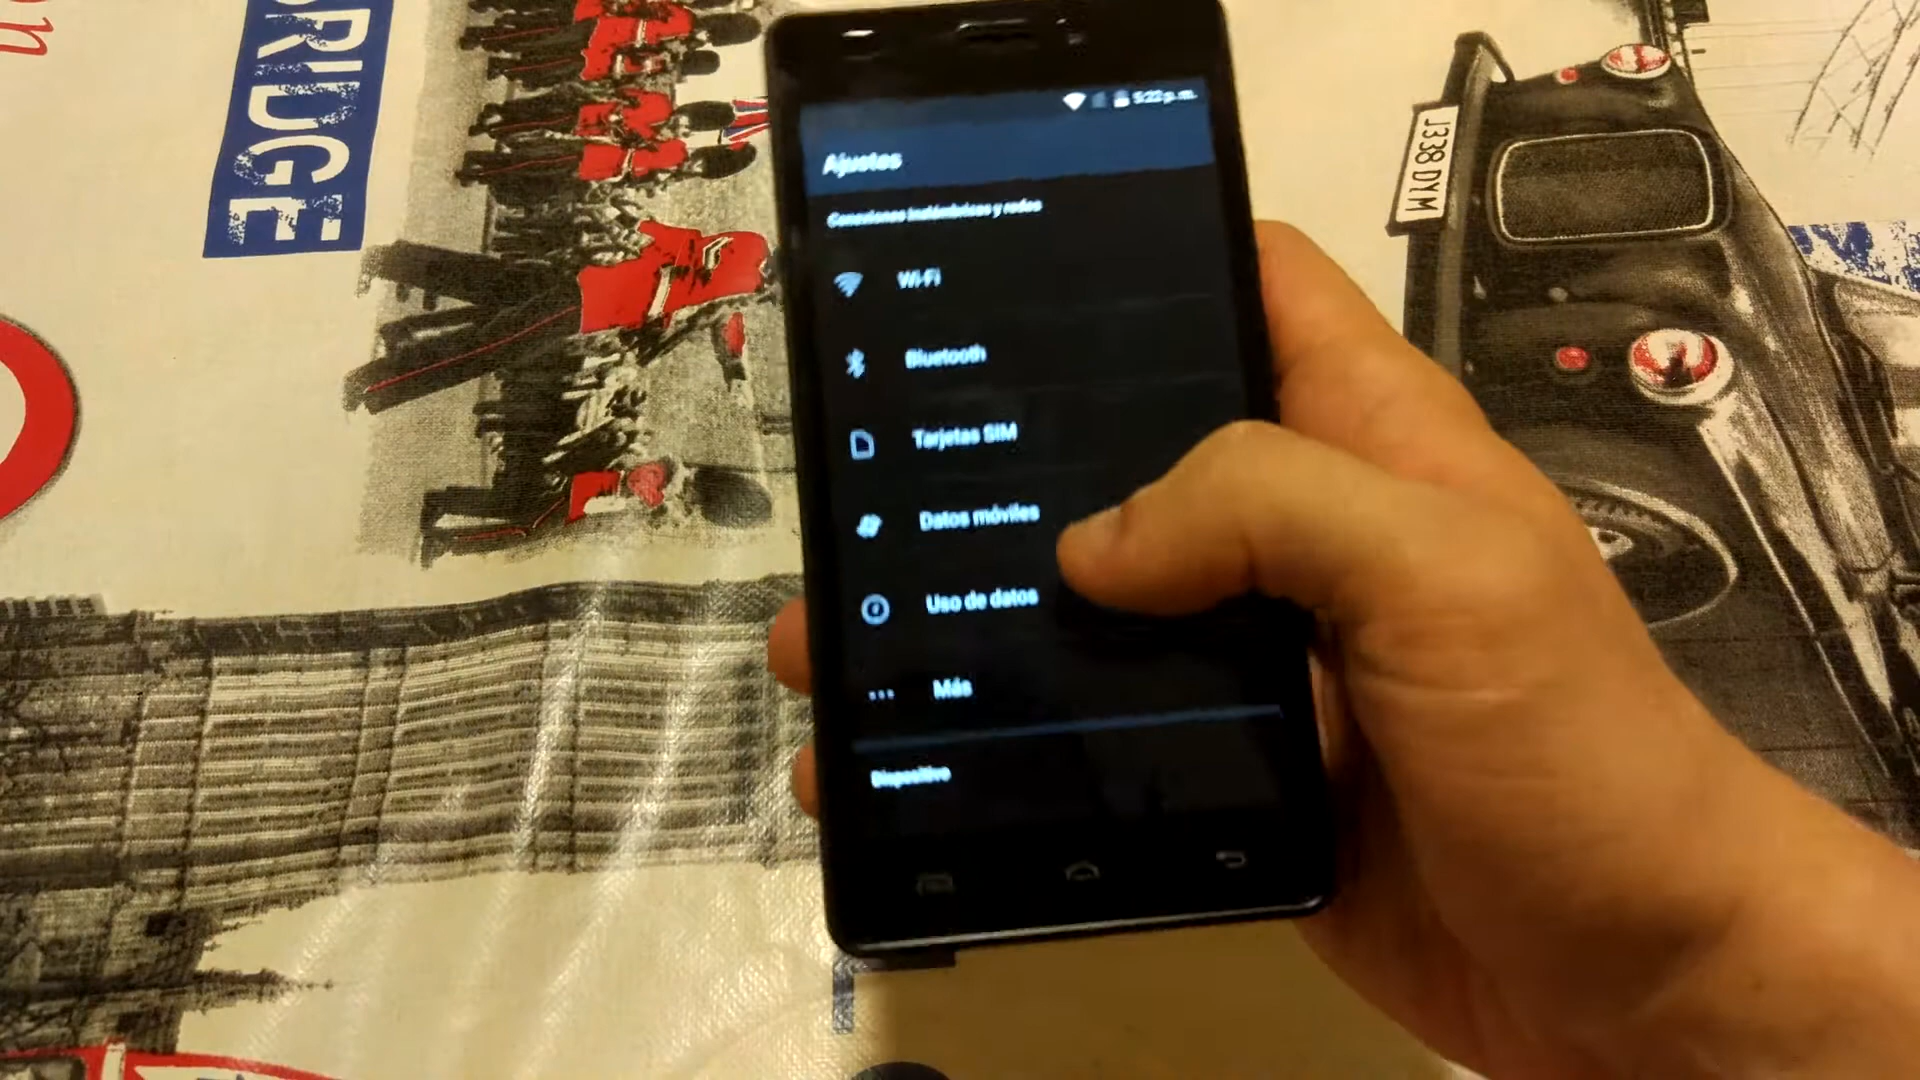 on
BRIDGE
5:22 p. m.
Ajustes
Conexiones inalámbricas y redes
Wi-Fi
Bluetooth
Tarjetas SIM
Datos móviles
Uso de datos
Más
Dispositivo
J338 DYM